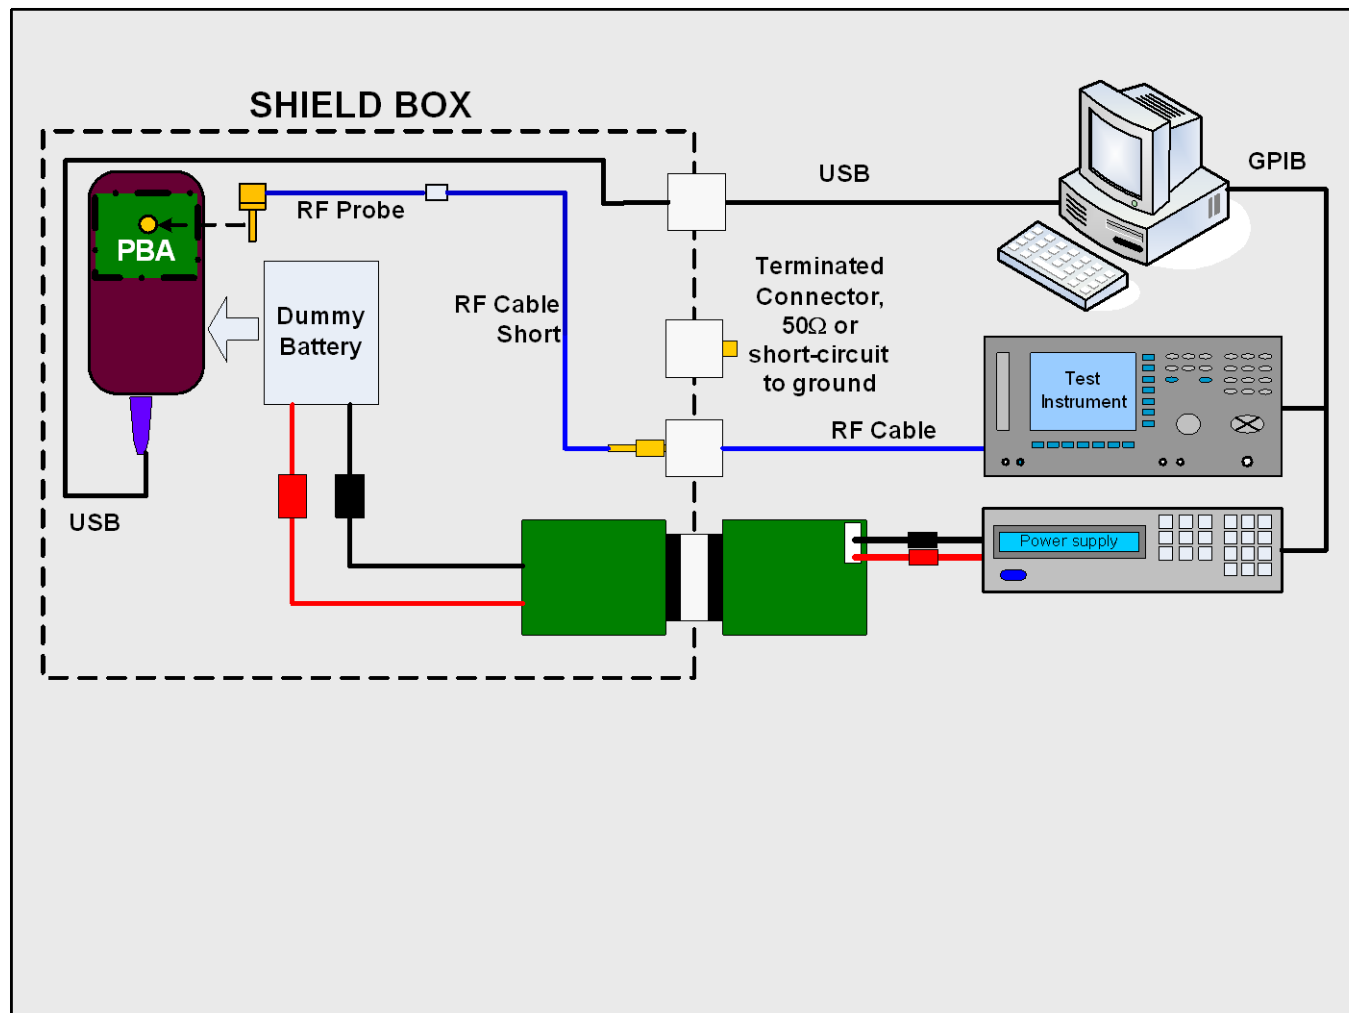 SHIELD BOX
USB
GPIB
RF Probe
PBA
Terminated
Connector,
50Ω or
short-circuit
to ground
RF Cable
Short
Dummy
Battery
Test
Instrument
RF Cable
USB
Power supply